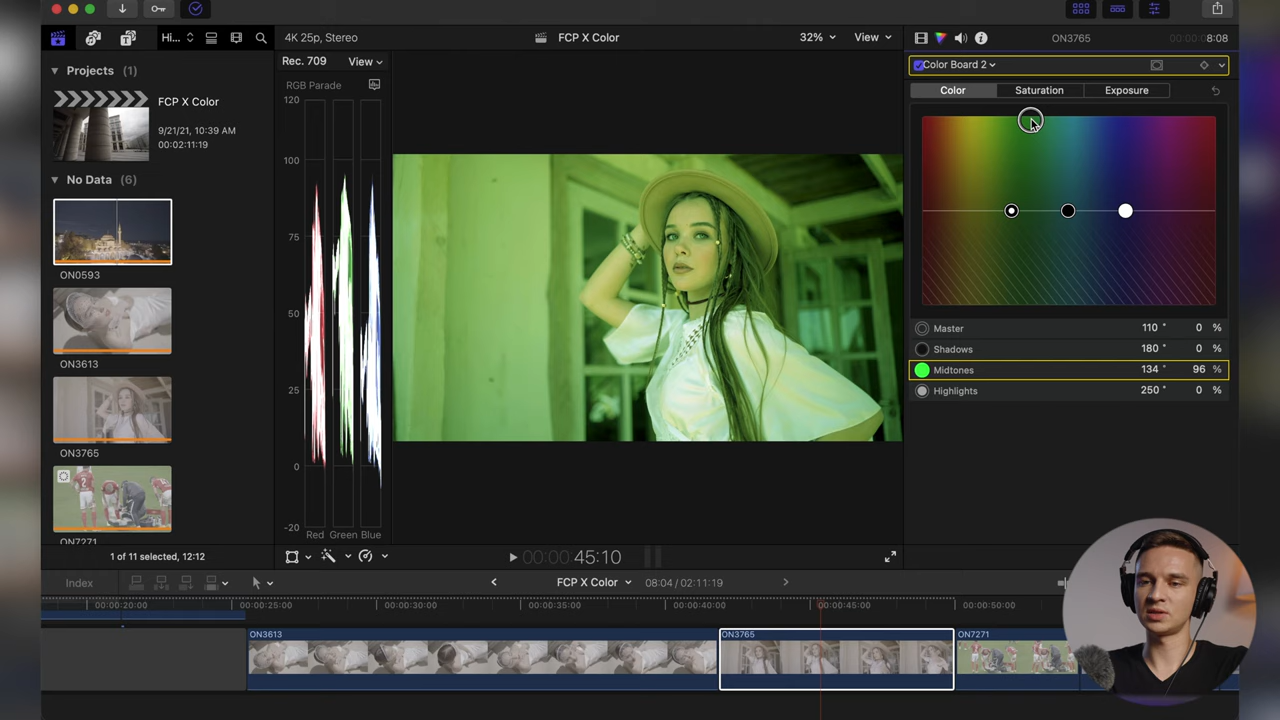 Hi...
4K 25p, Stereo
FCP X Color
32%
View
ON3765
00:00:08:08
Projects (1)
FCP X Color
9/21/21, 10:39 AM
00:02:11:19
No Data (6)
ON0593
ON3613
ON3765
ON7271
1 of 11 selected, 12:12
Rec. 709
View
RGB Parade
120
100
75
50
25
0
-20
Red Green Blue
00:00:45:10
Color Board 2
Color
Saturation
Exposure
Master 110 ° 0 %
Shadows 180 ° 0 %
Midtones 134 ° 96 %
Highlights 250 ° 0 %
Index
FCP X Color
08:04 / 02:11:19
00:00:20:00
00:00:25:00
00:00:30:00
00:00:35:00
00:00:40:00
00:00:45:00
00:00:50:00
ON3613
ON3765
ON7271